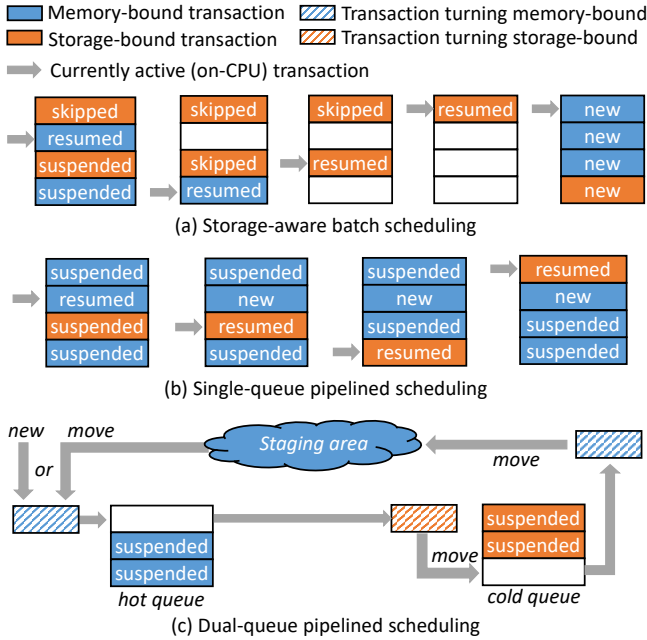 Memory-bound transaction
Transaction turning memory-bound
Storage-bound transaction
Transaction turning storage-bound
Currently active (on-CPU) transaction
skipped
resumed
suspended
suspended
skipped
skipped
resumed
skipped
resumed
resumed
new
new
new
new
(a) Storage-aware batch scheduling
suspended
resumed
suspended
suspended
suspended
new
resumed
suspended
suspended
new
suspended
resumed
resumed
new
suspended
suspended
(b) Single-queue pipelined scheduling
new
or
move
Staging area
move
suspended
suspended
hot queue
move
suspended
suspended
cold queue
(c) Dual-queue pipelined scheduling